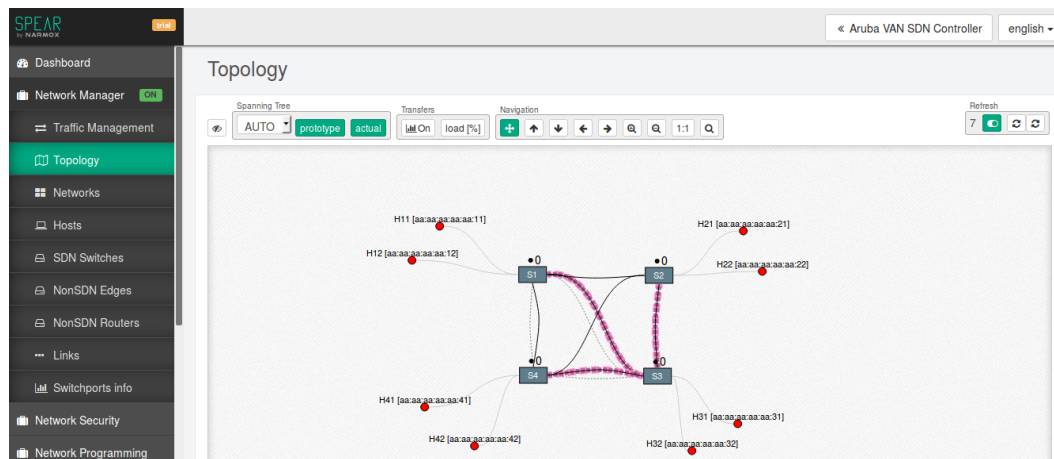 SPEAR
by NARMOX
trial
« Aruba VAN SDN Controller
english
Dashboard
Network Manager ON
Traffic Management
Topology
Networks
Hosts
SDN Switches
NonSDN Edges
NonSDN Routers
Links
Switchports info
Network Security
Network Programming
Topology
Spanning Tree
AUTO
prototype
actual
Transfers
On
load [%]
Navigation
1:1
Refresh
7
H11 [aa:aa:aa:aa:aa:11]
H21 [aa:aa:aa:aa:aa:21]
H12 [aa:aa:aa:aa:aa:12]
H22 [aa:aa:aa:aa:aa:22]
0
0
S1
S2
0
0
S4
S3
H41 [aa:aa:aa:aa:aa:41]
H31 [aa:aa:aa:aa:aa:31]
H42 [aa:aa:aa:aa:aa:42]
H32 [aa:aa:aa:aa:aa:32]